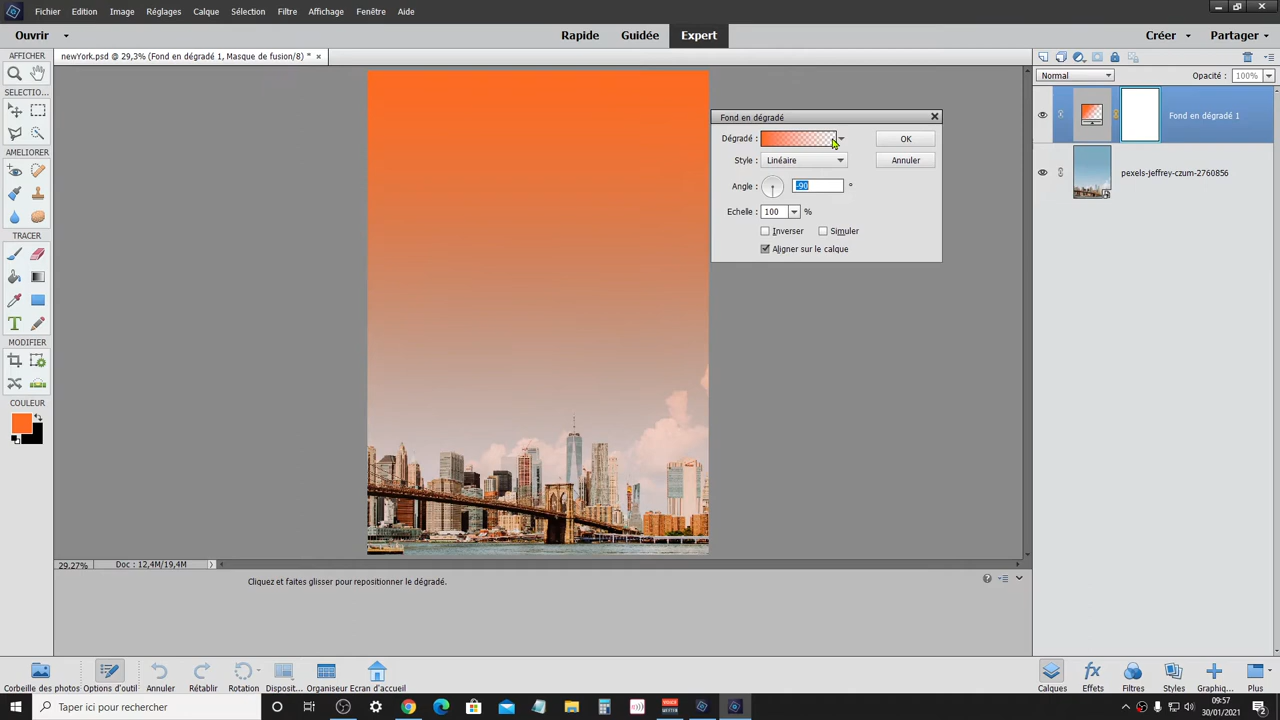 Fichier Edition Image Réglages Calque Sélection Filtre Affichage Fenêtre Aide
Ouvrir Rapide Guidée Expert Créer Partager
AFFICHER newYork.psd @ 29,3% (Fond en dégradé 1, Masque de fusion/8) * ×
Normal Opacité : 100%
SELECTIO...
Fond en dégradé
Fond en dégradé 1
Dégradé : OK
Style : Linéaire Annuler
AMELIORER
pexels-jeffrey-czum-2760856
Angle : -90 °
Echelle : 100 %
Inverser Simuler
TRACER
Aligner sur le calque
MODIFIER
COULEUR
29.27% Doc : 12,4M/19,4M
Cliquez et faites glisser pour repositionner le dégradé.
Corbeille des photos Options d'outil Annuler Rétablir Rotation Disposit... Organiseur Ecran d'accueil Calques Effets Filtres Styles Graphiq... Plus
Taper ici pour rechercher
09:57
30/01/2021